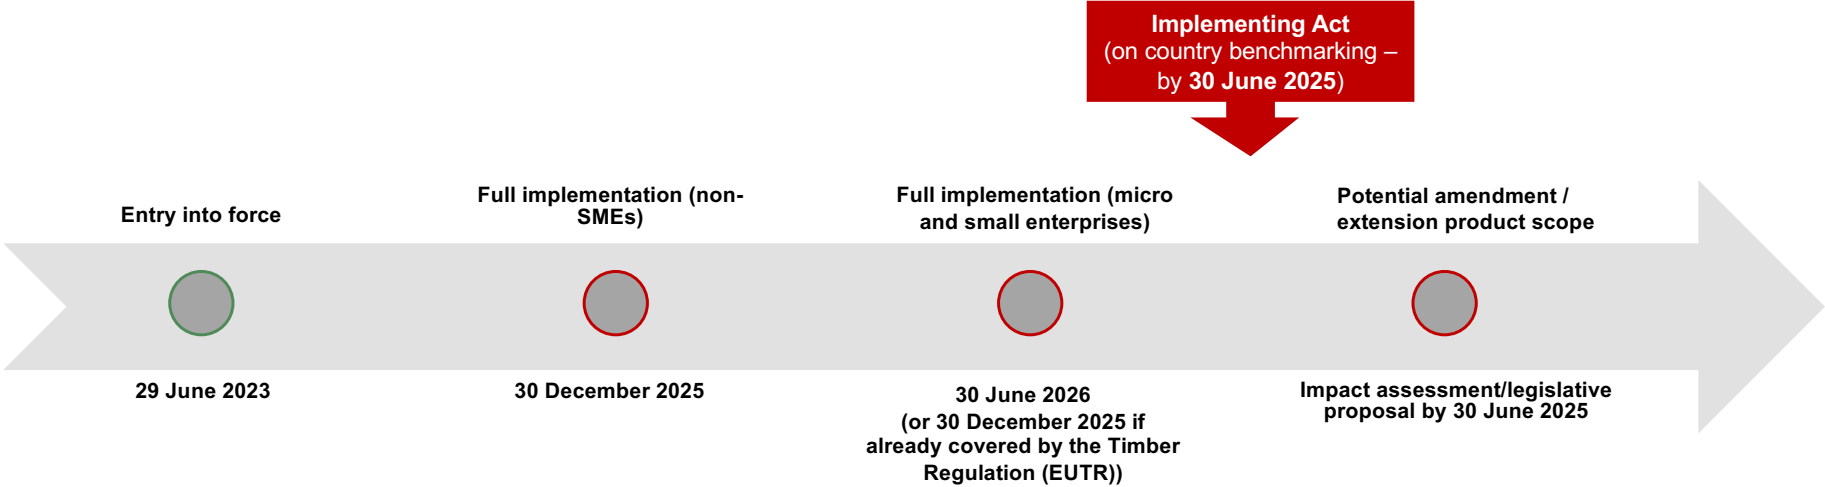 Implementing Act
(on country benchmarking –
by 30 June 2025)
Entry into force
Full implementation (non-
SMEs)
Full implementation (micro
and small enterprises)
Potential amendment /
extension product scope
29 June 2023
30 December 2025
30 June 2026
(or 30 December 2025 if
already covered by the Timber
Regulation (EUTR))
Impact assessment/legislative
proposal by 30 June 2025